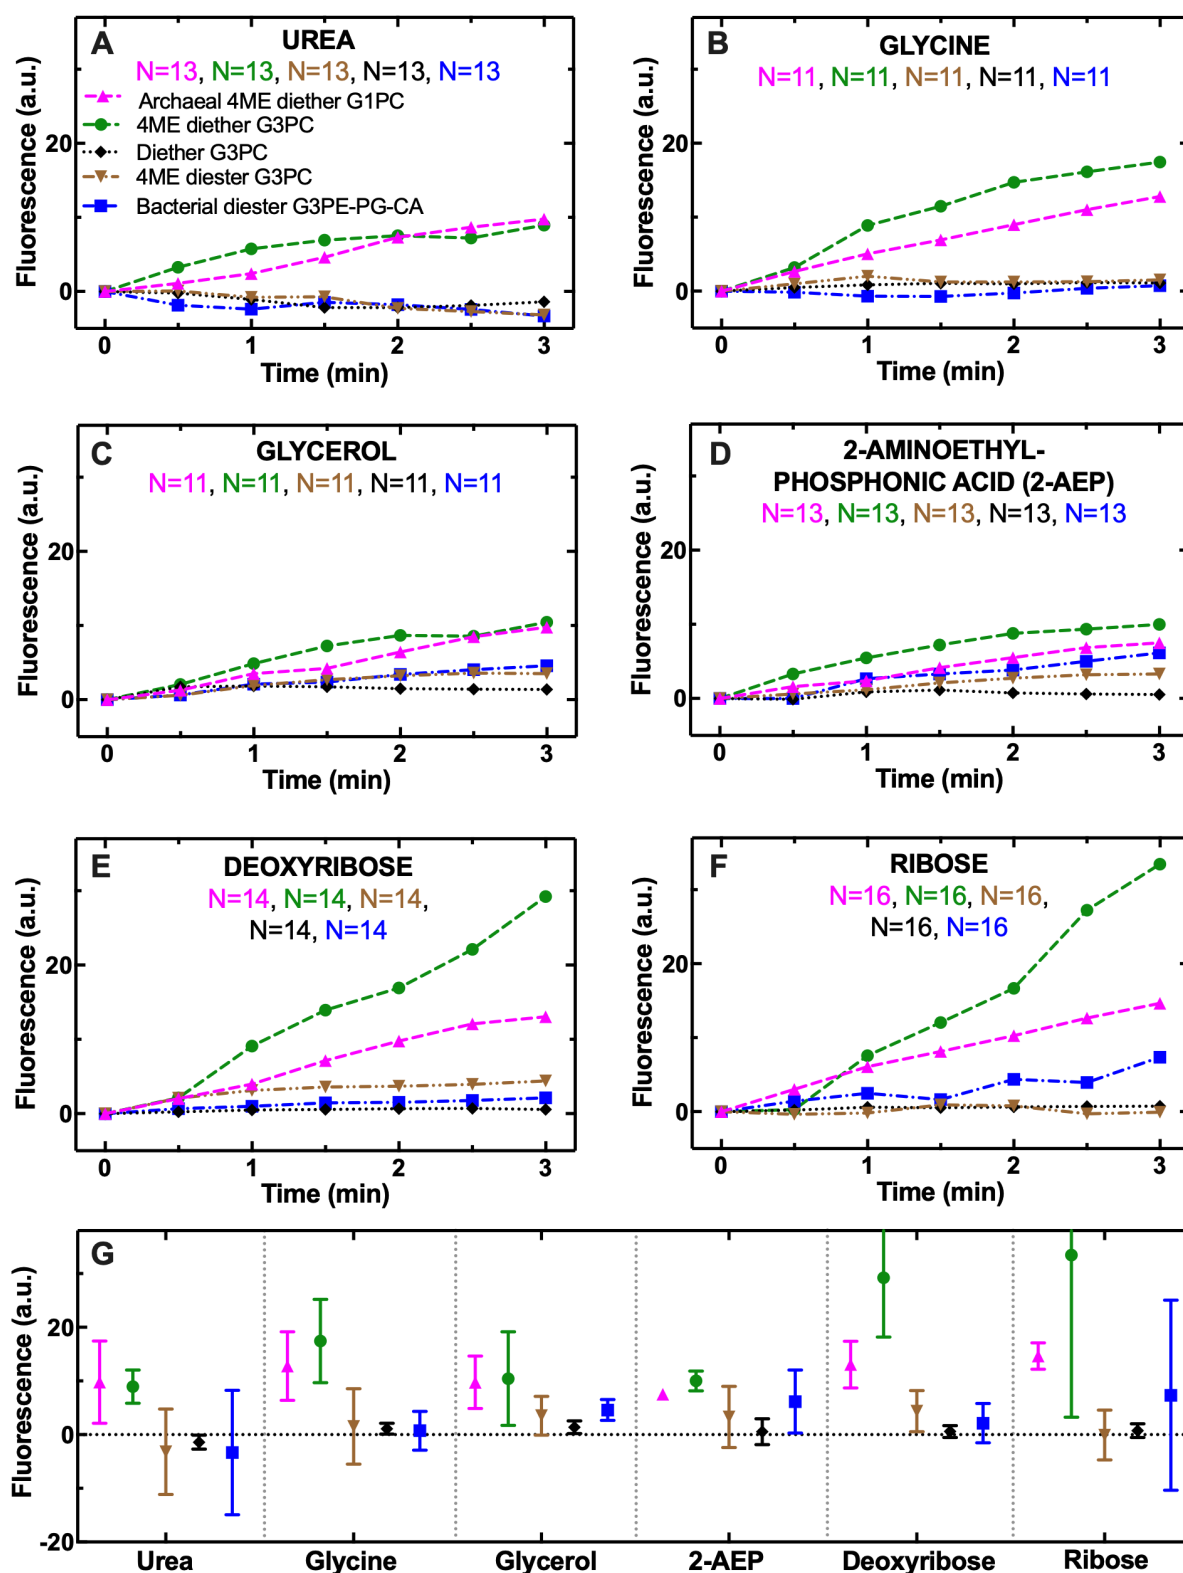 A
UREA
N=13, N=13, N=13, N=13, N=13
Archaeal 4ME diether G1PC
4ME diether G3PC
Diether G3PC
4ME diester G3PC
Bacterial diester G3PE-PG-CA
Fluorescence (a.u.)
20
0
0 1 2 3
Time (min)
B
GLYCINE
N=11, N=11, N=11, N=11, N=11
Fluorescence (a.u.)
20
0
0 1 2 3
Time (min)
C
GLYCEROL
N=11, N=11, N=11, N=11, N=11
Fluorescence (a.u.)
20
0
0 1 2 3
Time (min)
D
2-AMINOETHYL-
PHOSPHONIC ACID (2-AEP)
N=13, N=13, N=13, N=13, N=13
Fluorescence (a.u.)
20
0
0 1 2 3
Time (min)
E
DEOXYRIBOSE
N=14, N=14, N=14,
N=14, N=14
Fluorescence (a.u.)
20
0
0 1 2 3
Time (min)
F
RIBOSE
N=16, N=16, N=16,
N=16, N=16
Fluorescence (a.u.)
20
0
0 1 2 3
Time (min)
G
Fluorescence (a.u.)
20
0
-20
Urea Glycine Glycerol 2-AEP Deoxyribose Ribose